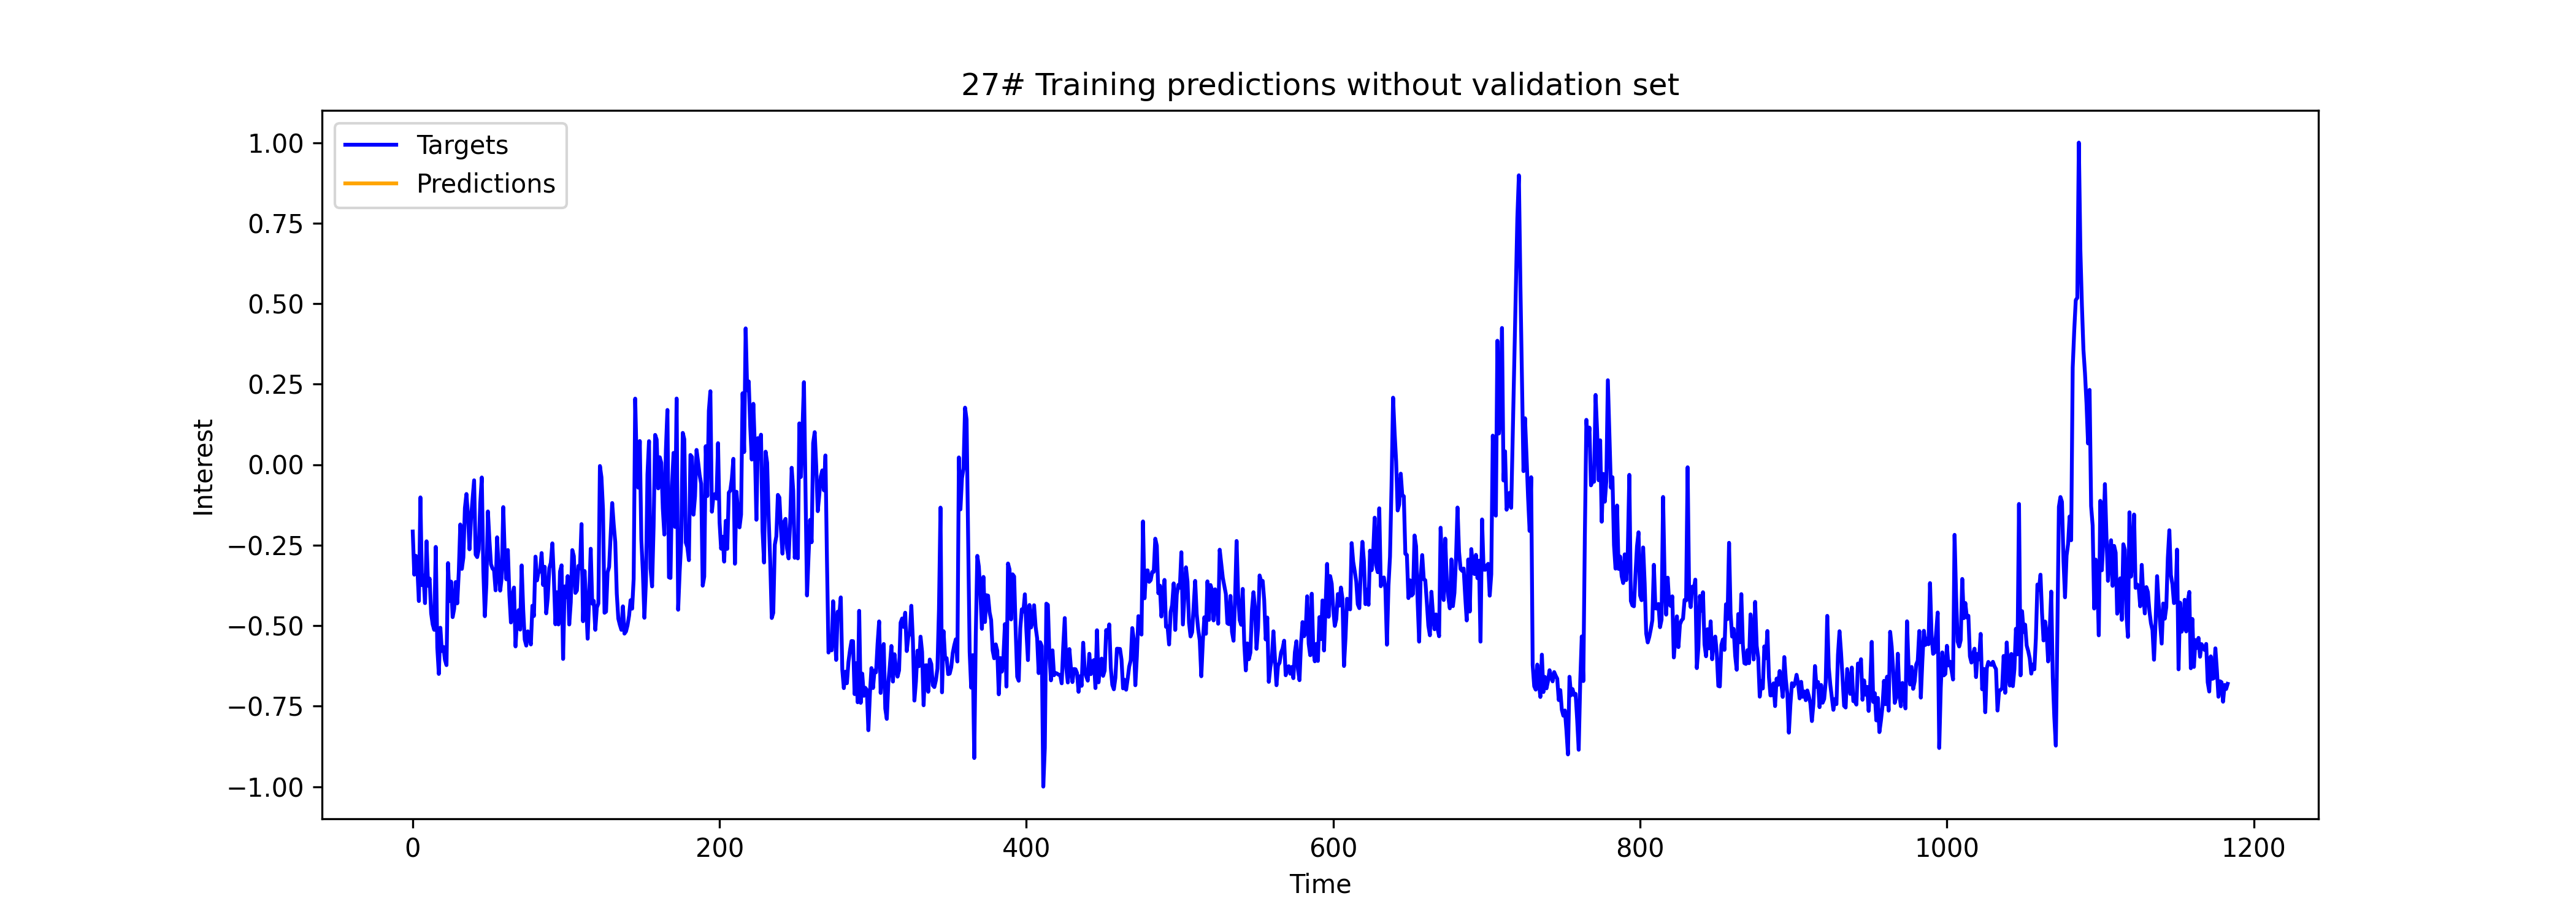 27# Training predictions without validation set
Targets
Predictions
1.00
0.75
0.50
0.25
0.00
−0.25
−0.50
−0.75
−1.00
Interest
0 200 400 600 800 1000 1200
Time